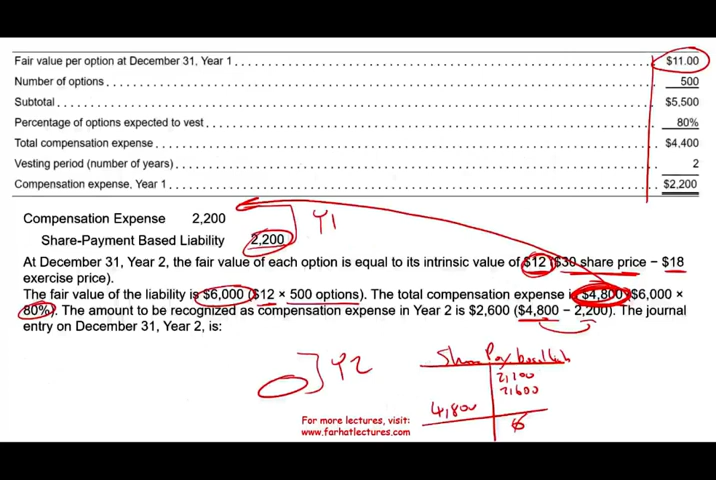 Fair value per option at December 31, Year 1 $11.00
Number of options 500
Subtotal $5,500
Percentage of options expected to vest 80%
Total compensation expense $4,400
Vesting period (number of years) 2
Compensation expense, Year 1 $2,200
Compensation Expense 2,200
Y1
Share-Payment Based Liability 2,200
At December 31, Year 2, the fair value of each option is equal to its intrinsic value of $12 ($30 share price − $18
exercise price).
The fair value of the liability is $6,000 ($12 × 500 options). The total compensation expense is $4,800 ($6,000 ×
80%). The amount to be recognized as compensation expense in Year 2 is $2,600 ($4,800 − 2,200). The journal
entry on December 31, Year 2, is:
Y2
Share Pay
4,800
For more lectures, visit:
www.farhatlectures.com